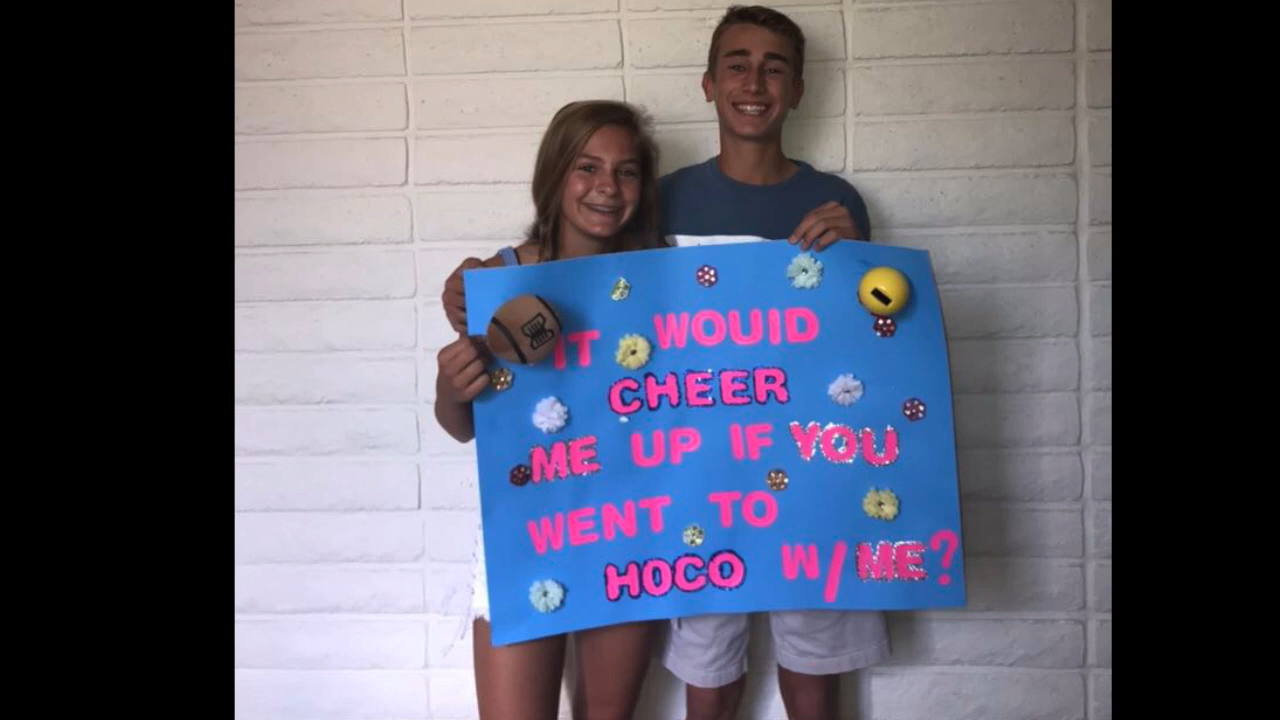 IT WOUID
CHEER
ME UP IF YOU
WENT TO
HOCO W/ME?